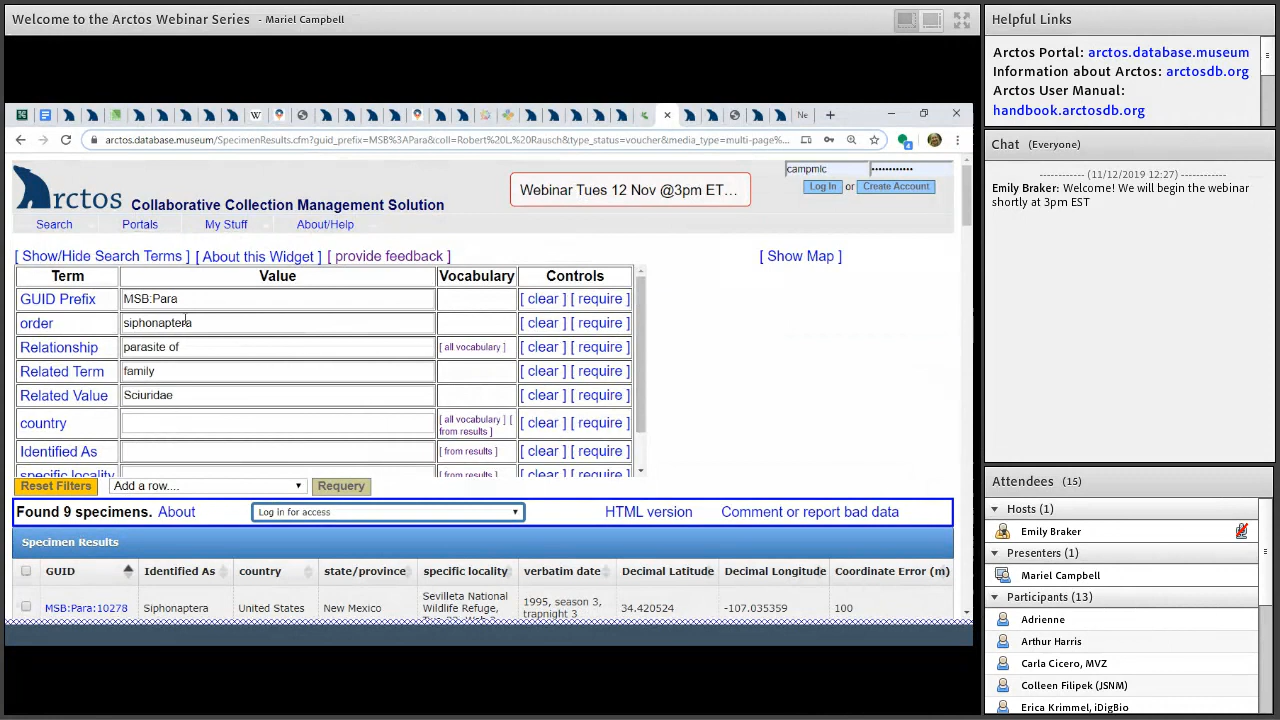 Welcome to the Arctos Webinar Series - Mariel Campbell
Helpful Links
Arctos Portal: arctos.database.museum
Information about Arctos: arctosdb.org
Arctos User Manual:
handbook.arctosdb.org
Chat (Everyone)
------------ (11/12/2019 12:27) ------------
Emily Braker: Welcome! We will begin the webinar
shortly at 3pm EST
Attendees (15)
Hosts (1)
Emily Braker
Presenters (1)
Mariel Campbell
Participants (13)
Adrienne
Arthur Harris
Carla Cicero, MVZ
Colleen Filipek (JSNM)
Erica Krimmel, iDigBio
Ne
arctos.database.museum/SpecimenResults.cfm?guid_prefix=MSB%3APara&coll=Robert%20L.%20Rausch&type_status=voucher&media_type=multi-page%...
Arctos Collaborative Collection Management Solution
Webinar Tues 12 Nov @3pm ET...
campmlc ••••••••••••
Log In or Create Account
Search Portals My Stuff About/Help
[ Show/Hide Search Terms ] [ About this Widget ] [ provide feedback ]
[ Show Map ]
Term Value Vocabulary Controls
GUID Prefix MSB:Para [ clear ] [ require ]
order siphonaptera [ clear ] [ require ]
Relationship parasite of [ all vocabulary ] [ clear ] [ require ]
Related Term family [ clear ] [ require ]
Related Value Sciuridae [ clear ] [ require ]
country [ all vocabulary ] [ from results ] [ clear ] [ require ]
Identified As [ from results ] [ clear ] [ require ]
specific locality [ from results ] [ clear ] [ require ]
Reset Filters Add a row.... Requery
Found 9 specimens. About Log in for access HTML version Comment or report bad data
Specimen Results
GUID Identified As country state/province specific locality verbatim date Decimal Latitude Decimal Longitude Coordinate Error (m)
MSB:Para:10278 Siphonaptera United States New Mexico Sevilleta National Wildlife Refuge, 1995, season 3, trapnight 3 34.420524 -107.035359 100